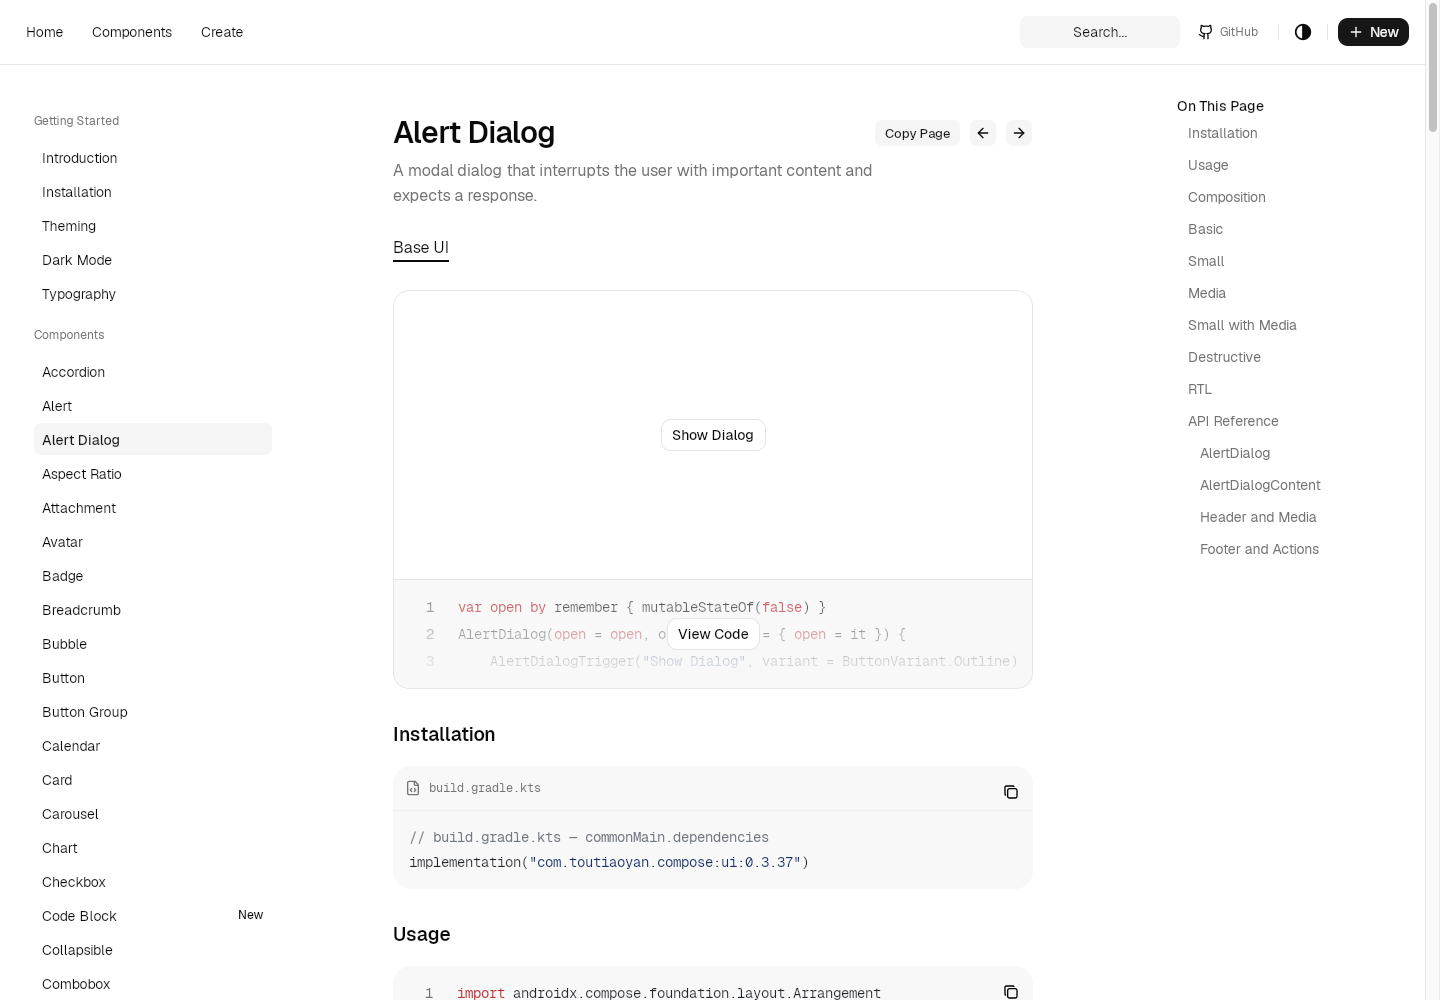 Home
Components
Create
Search...
GitHub
New
Getting Started
Introduction
Installation
Theming
Dark Mode
Typography
Components
Accordion
Alert
Alert Dialog
Aspect Ratio
Attachment
Avatar
Badge
Breadcrumb
Bubble
Button
Button Group
Calendar
Card
Carousel
Chart
Checkbox
Code Block
New
Collapsible
Combobox
Alert Dialog
Copy Page
A modal dialog that interrupts the user with important content and
expects a response.
Base UI
Show Dialog
1 var open by remember { mutableStateOf(false) }
2 AlertDialog(open = open, o
View Code
= { open = it }) {
3 AlertDialogTrigger("Show Dialog", variant = ButtonVariant.Outline)
Installation
build.gradle.kts
// build.gradle.kts — commonMain.dependencies
implementation("com.toutiaoyan.compose:ui:0.3.37")
Usage
1 import androidx.compose.foundation.layout.Arrangement
On This Page
Installation
Usage
Composition
Basic
Small
Media
Small with Media
Destructive
RTL
API Reference
AlertDialog
AlertDialogContent
Header and Media
Footer and Actions